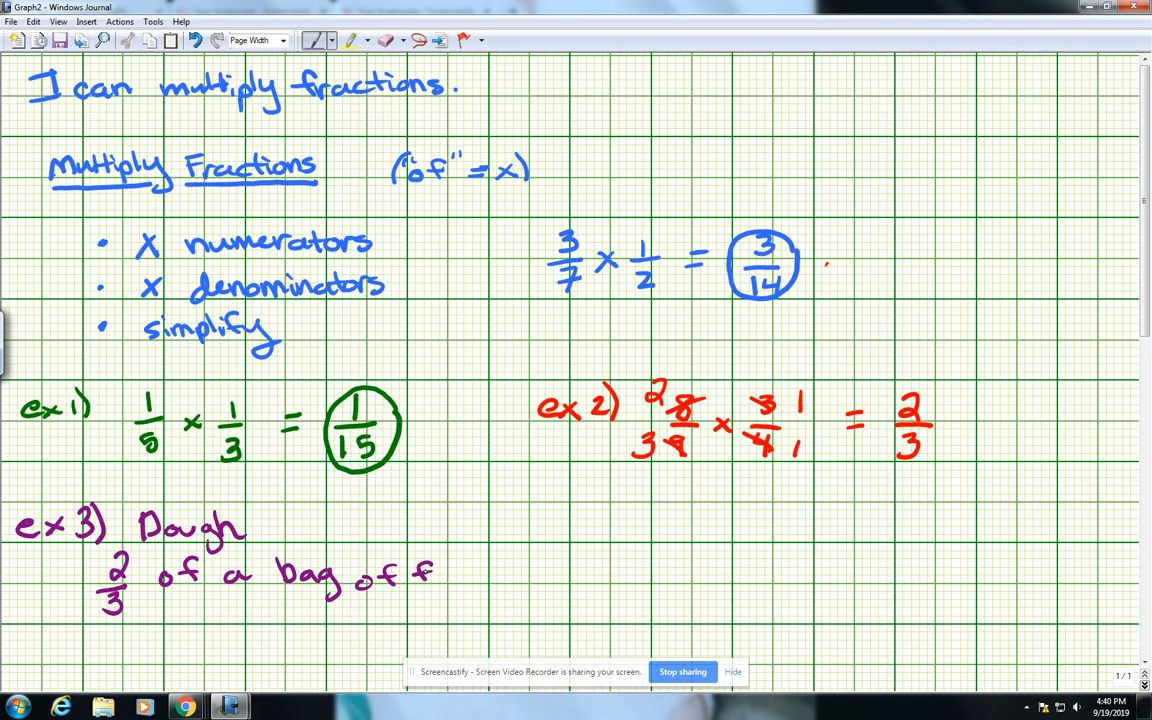 Graph2 - Windows Journal
File Edit View Insert Actions Tools Help
Page Width
I can multiply fractions.
Multiply Fractions ("of" = x)
• x numerators
• x denominators
• simplify
3/7 x 1/2 = 3/14
ex 1) 1/5 x 1/3 = 1/15
ex 2) 2 8/9 3 x 3/4 1 1 = 2/3
ex 3) Dough
2/3 of a bag of f
Screencastify - Screen Video Recorder is sharing your screen. Stop sharing Hide
1 / 1
4:40 PM
9/19/2019